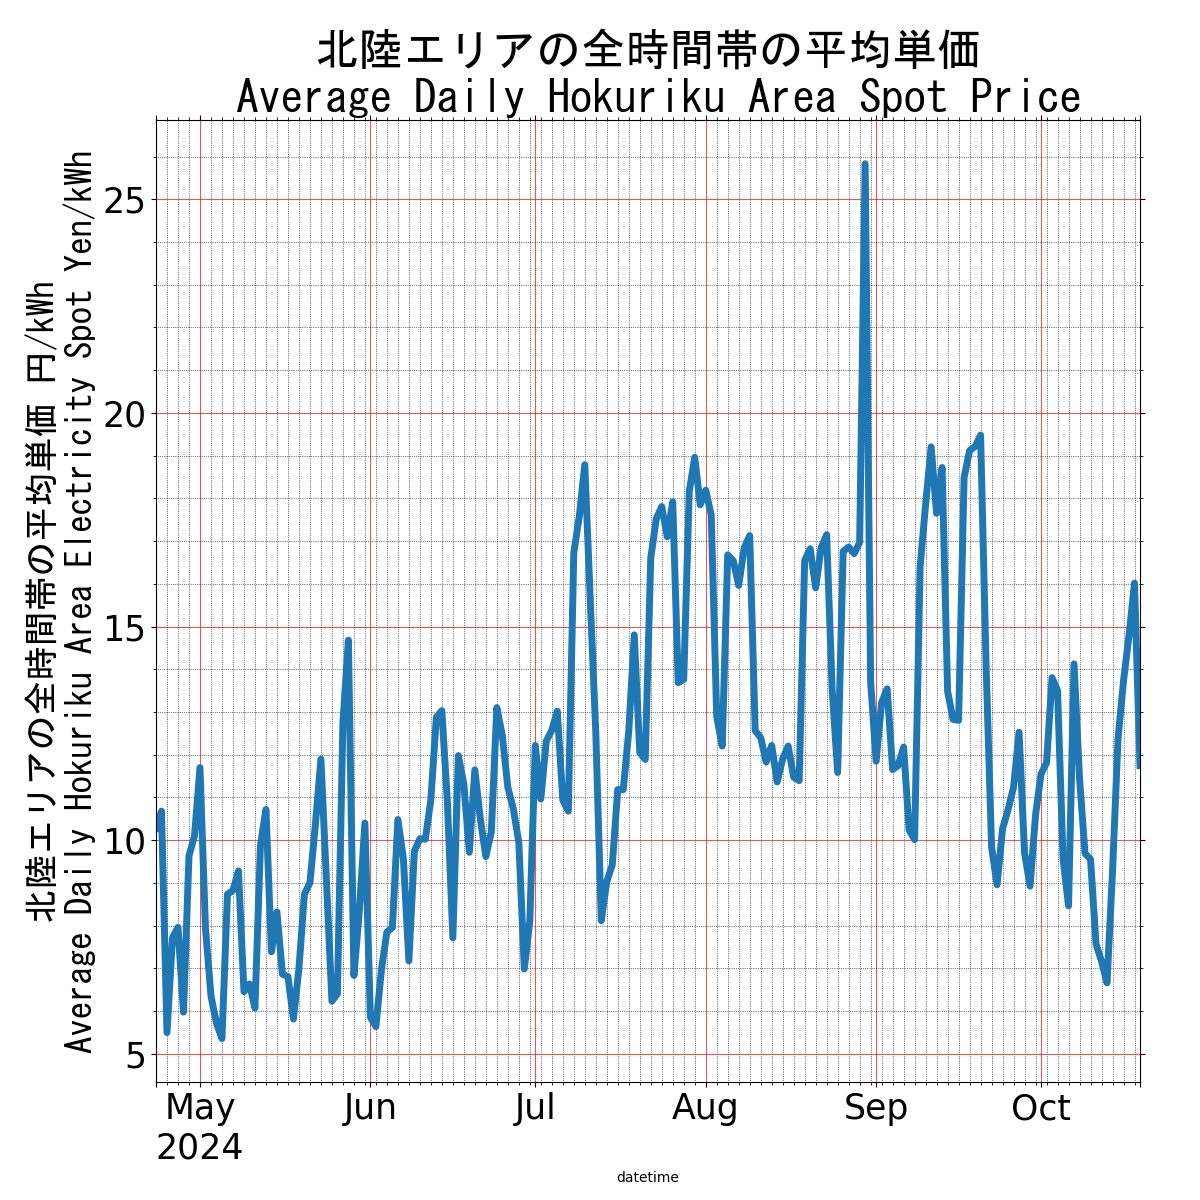 北陸エリアの全時間帯の平均単価
Average Daily Hokuriku Area Spot Price
北陸エリアの全時間帯の平均単価 円/kWh
Average Daily Hokuriku Area Electricity Spot Yen/kWh
25
20
15
10
5
May Jun Jul Aug Sep Oct
2024
datetime